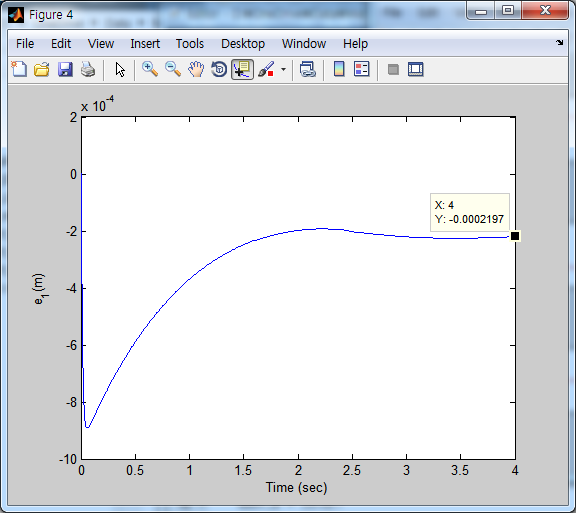 Figure 4
File Edit View Insert Tools Desktop Window Help
x 10^-4
2
0
-2
-4
-6
-8
-10
e_1 (m)
X: 4
Y: -0.0002197
0 0.5 1 1.5 2 2.5 3 3.5 4
Time (sec)